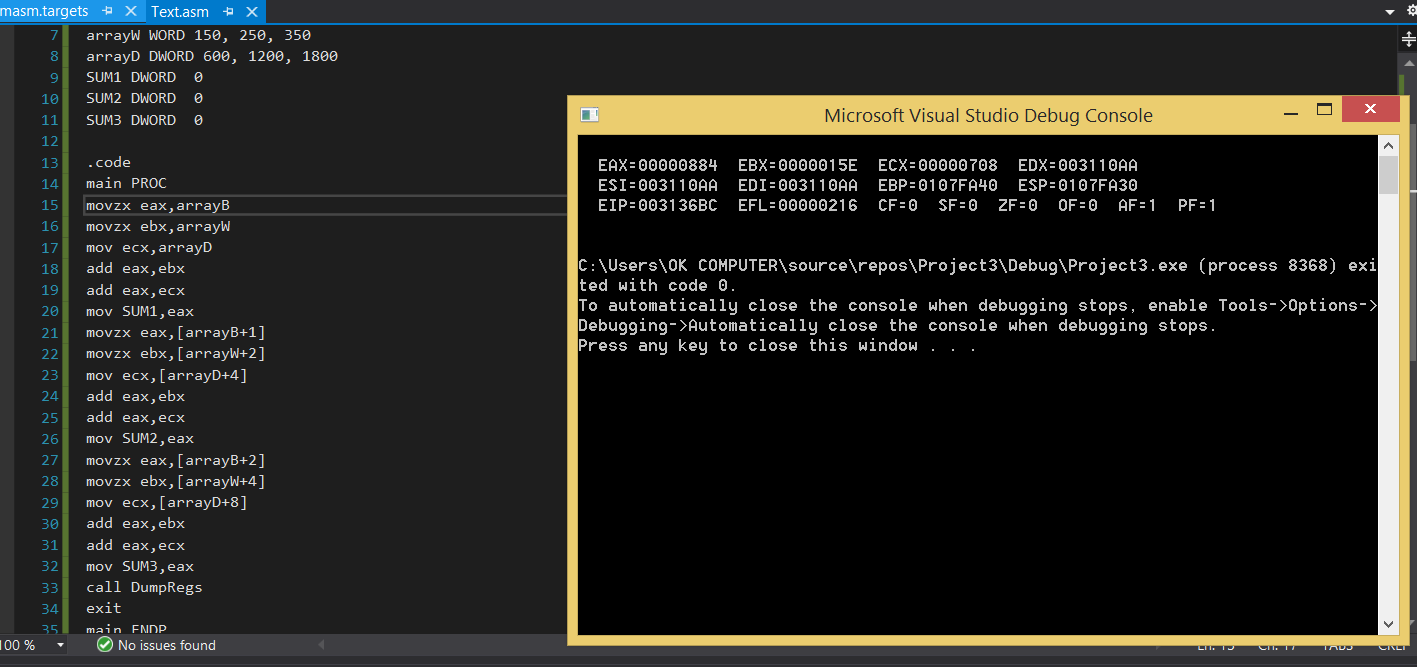 masm.targets
Text.asm
7 arrayW WORD 150, 250, 350
8 arrayD DWORD 600, 1200, 1800
9 SUM1 DWORD  0
10 SUM2 DWORD  0
11 SUM3 DWORD  0
12
13 .code
14 main PROC
15 movzx eax,arrayB
16 movzx ebx,arrayW
17 mov ecx,arrayD
18 add eax,ebx
19 add eax,ecx
20 mov SUM1,eax
21 movzx eax,[arrayB+1]
22 movzx ebx,[arrayW+2]
23 mov ecx,[arrayD+4]
24 add eax,ebx
25 add eax,ecx
26 mov SUM2,eax
27 movzx eax,[arrayB+2]
28 movzx ebx,[arrayW+4]
29 mov ecx,[arrayD+8]
30 add eax,ebx
31 add eax,ecx
32 mov SUM3,eax
33 call DumpRegs
34 exit
35 main ENDP
Microsoft Visual Studio Debug Console
EAX=00000884  EBX=0000015E  ECX=00000708  EDX=003110AA
ESI=003110AA  EDI=003110AA  EBP=0107FA40  ESP=0107FA30
EIP=003136BC  EFL=00000216  CF=0  SF=0  ZF=0  OF=0  AF=1  PF=1
C:\Users\OK COMPUTER\source\repos\Project3\Debug\Project3.exe (process 8368) exi
ted with code 0.
To automatically close the console when debugging stops, enable Tools->Options->
Debugging->Automatically close the console when debugging stops.
Press any key to close this window . . .
100 %
No issues found
Ln: 15 Ch: 17 TABS CRLF